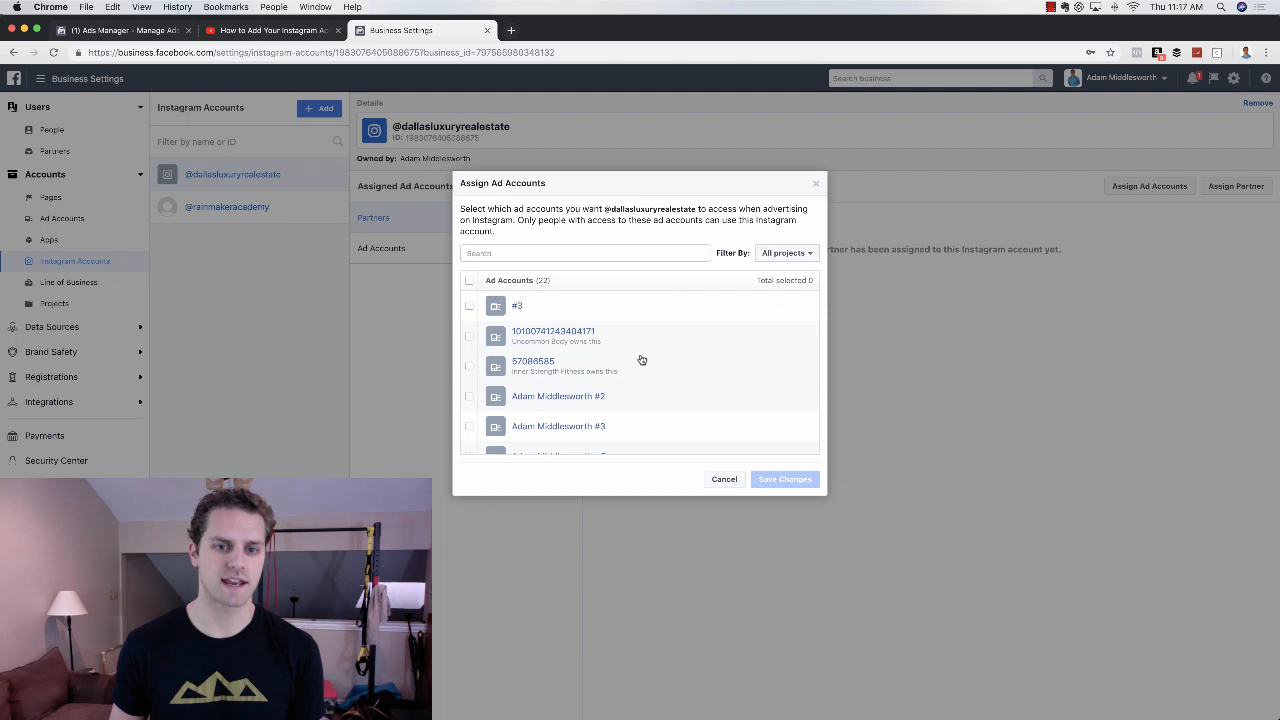 Chrome File Edit View History Bookmarks People Window Help
Thu 11:17 AM
(1) Ads Manager - Manage Ads
How to Add Your Instagram Acc
Business Settings
https://business.facebook.com/settings/instagram-accounts/1983076405088675?business_id=797565980348132
Business Settings
Search business
Adam Middlesworth
1
Users
People
Partners
Accounts
Pages
Ad Accounts
Apps
Instagram Accounts
Line of Business
Projects
Data Sources
Brand Safety
Registrations
Integrations
Payments
Security Center
Instagram Accounts
+ Add
Filter by name or ID
@dallasluxuryrealestate
@rainmakeracademy
Details
Remove
@dallasluxuryrealestate
ID: 1983076405088675
Owned by: Adam Middlesworth
Assigned Ad Accounts
Assign Ad Accounts
Assign Partner
Partners
Ad Accounts
rtner has been assigned to this Instagram account yet.
Assign Ad Accounts
Select which ad accounts you want @dallasluxuryrealestate to access when advertising
on Instagram. Only people with access to these ad accounts can use this Instagram
account.
Search
Filter By: All projects
Ad Accounts (22)
Total selected 0
#3
10100741243404171
Uncommon Body owns this
57086585
Inner Strength Fitness owns this
Adam Middlesworth #2
Adam Middlesworth #3
Cancel
Save Changes